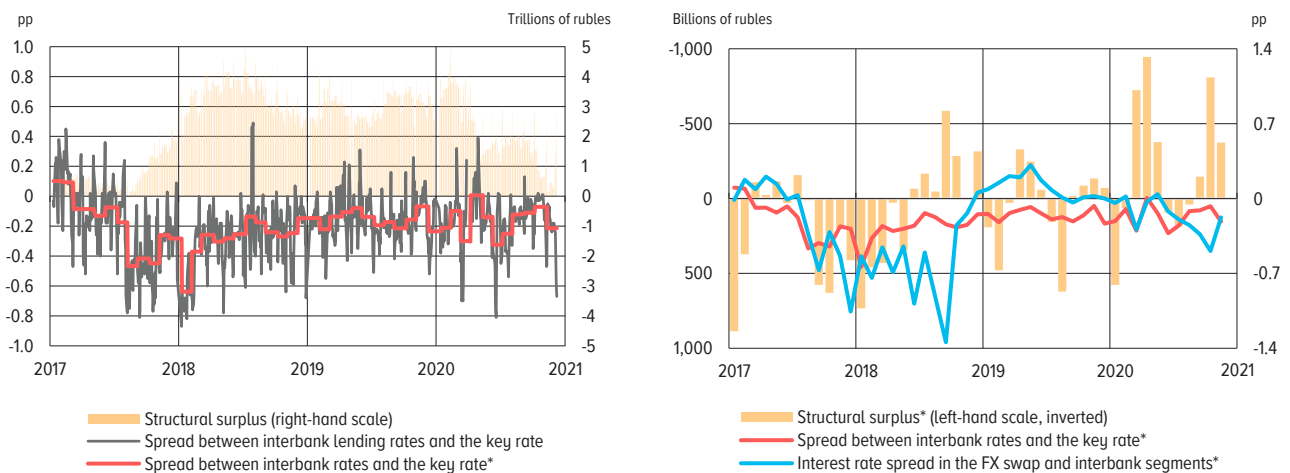 pp
Trillions of rubles
1.0
0.8
0.6
0.4
0.2
0
-0.2
-0.4
-0.6
-0.8
-1.0
5
4
3
2
1
0
-1
-2
-3
-4
-5
2017 2018 2019 2020 2021
Structural surplus (right-hand scale)
Spread between interbank lending rates and the key rate
Spread between interbank rates and the key rate*
Billions of rubles
pp
-1,000
-500
0
500
1,000
1.4
0.7
0
-0.7
-1.4
2017 2018 2019 2020 2021
Structural surplus* (left-hand scale, inverted)
Spread between interbank rates and the key rate*
Interest rate spread in the FX swap and interbank segments*